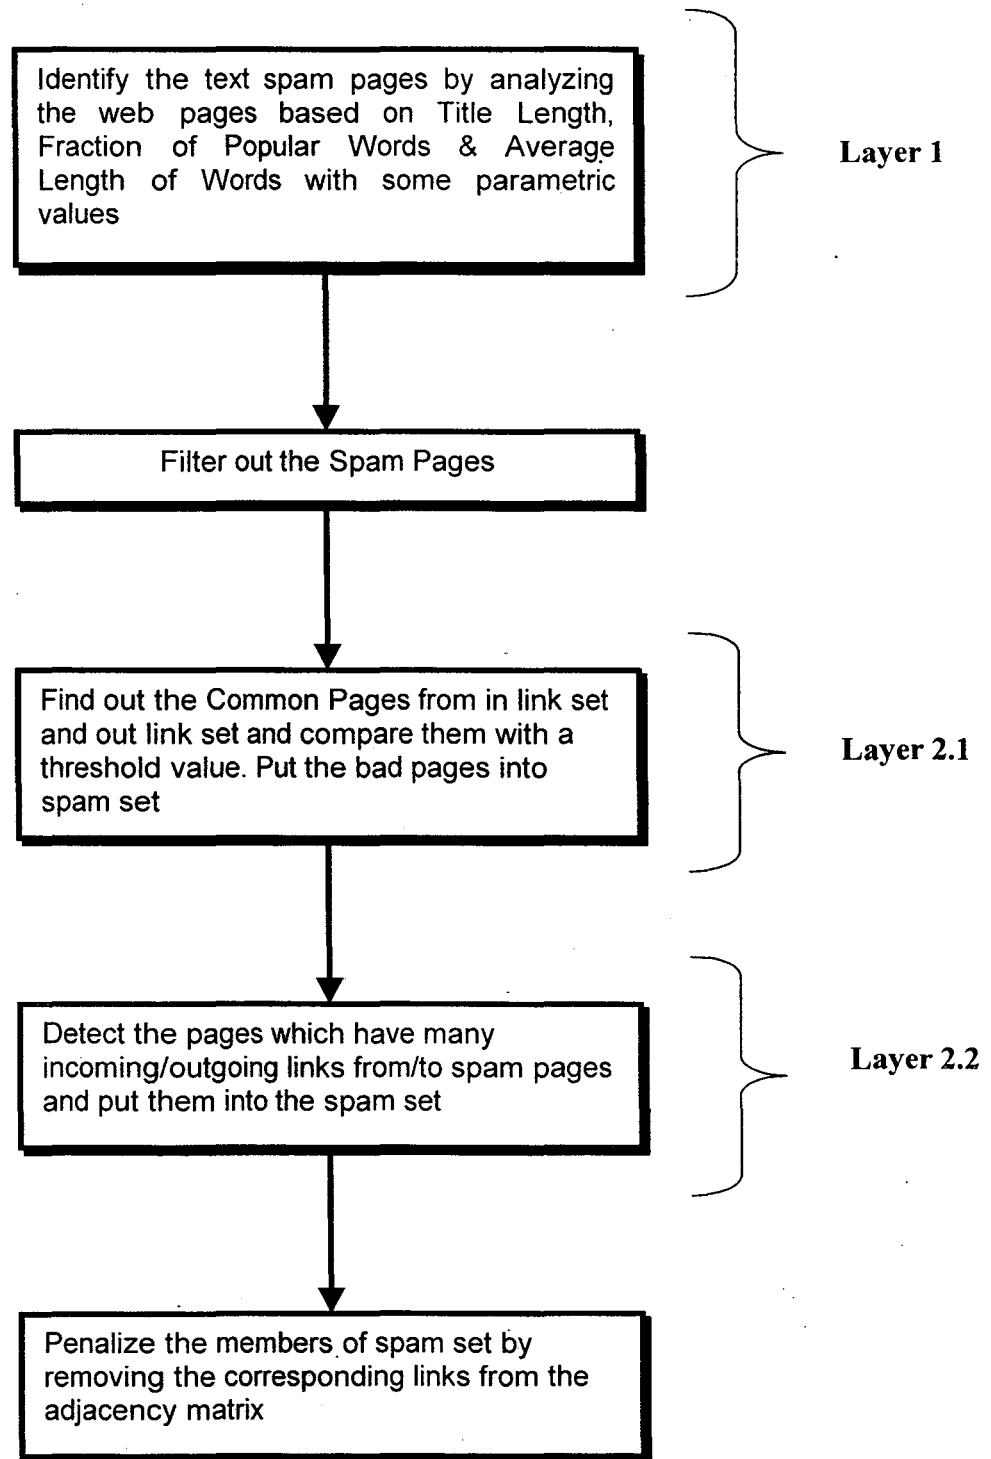 Identify the text spam pages by analyzing
the web pages based on Title Length,
Fraction of Popular Words & Average
Length of Words with some parametric
values
Layer 1
Filter out the Spam Pages
Find out the Common Pages from in link set
and out link set and compare them with a
threshold value. Put the bad pages into
spam set
Layer 2.1
Detect the pages which have many
incoming/outgoing links from/to spam pages
and put them into the spam set
Layer 2.2
Penalize the members of spam set by
removing the corresponding links from the
adjacency matrix